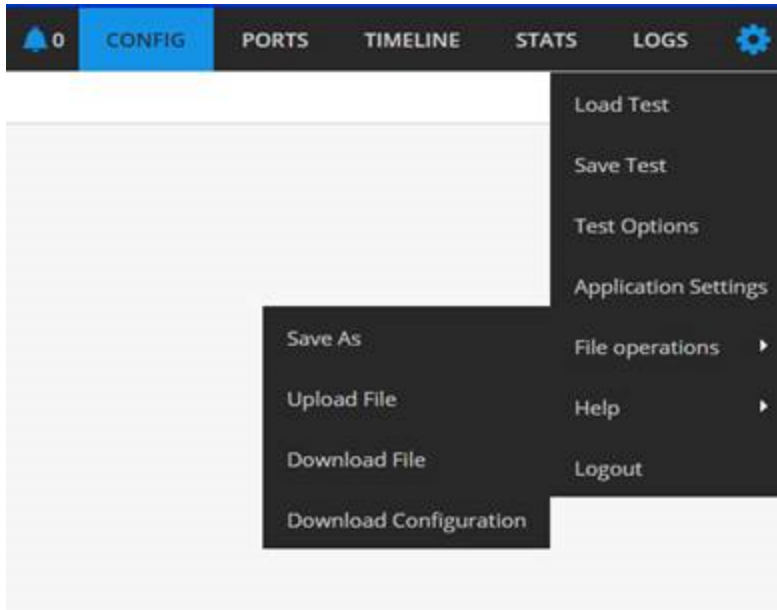 0 CONFIG PORTS TIMELINE STATS LOGS
Load Test
Save Test
Test Options
Application Settings
File operations
Help
Logout
Save As
Upload File
Download File
Download Configuration